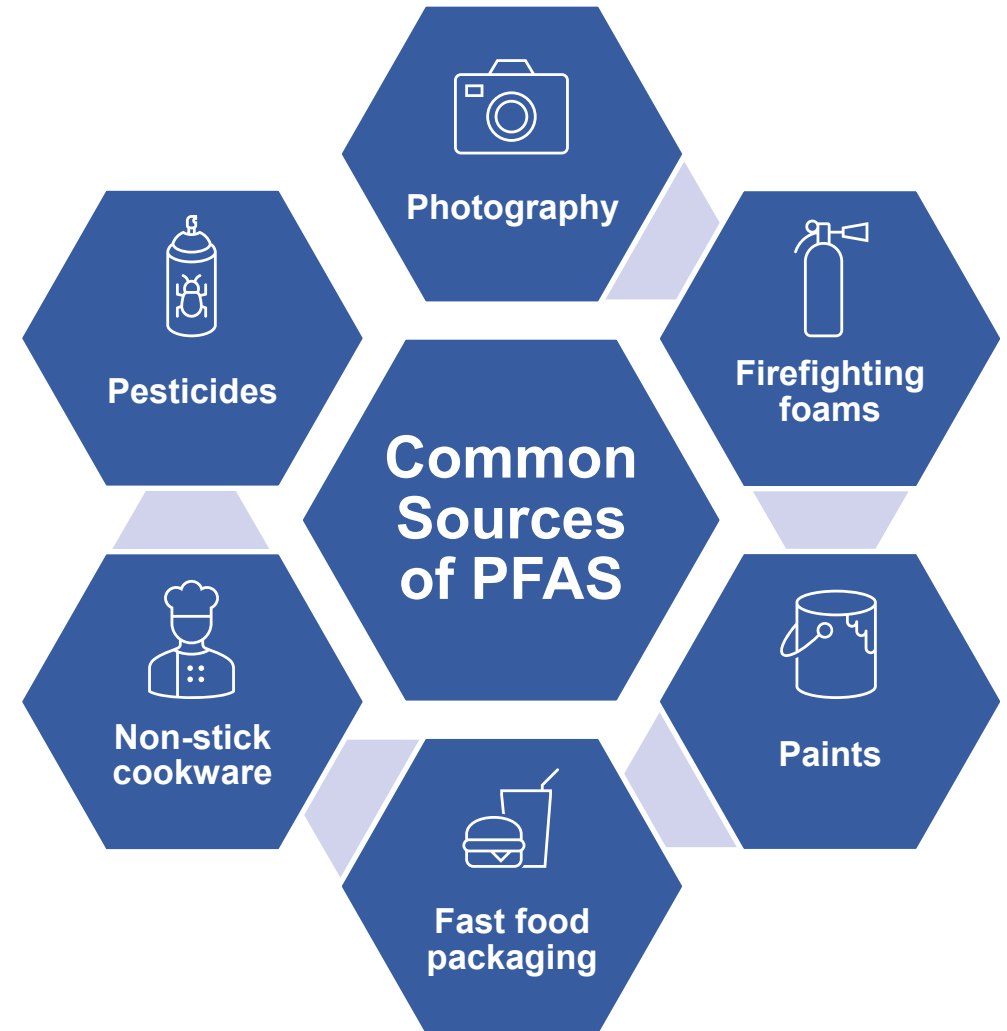 Photography
Pesticides
Firefighting
foams
Common
Sources
of PFAS
Non-stick
cookware
Paints
Fast food
packaging